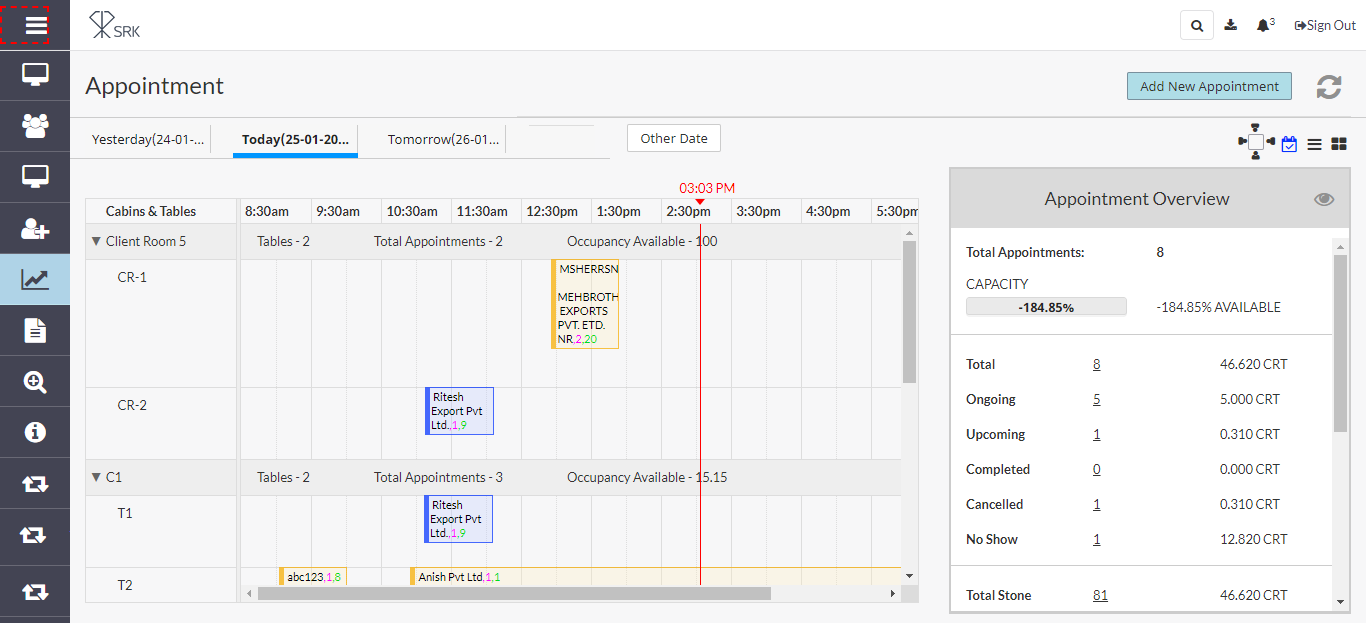 SRK
3
Sign Out
Appointment
Add New Appointment
Yesterday(24-01-...
Today(25-01-20...
Tomorrow(26-01...
Other Date
03:03 PM
Cabins & Tables
8:30am 9:30am 10:30am 11:30am 12:30pm 1:30pm 2:30pm 3:30pm 4:30pm 5:30pm
Client Room 5 Tables - 2 Total Appointments - 2 Occupancy Available - 100
CR-1
MSHERRSN
MEHBROTH
EXPORTS
PVT. ETD.
NR,2,20
CR-2
Ritesh
Export Pvt
Ltd.,1,9
C1 Tables - 2 Total Appointments - 3 Occupancy Available - 15.15
T1
Ritesh
Export Pvt
Ltd.,1,9
T2
abc123,1,8
Anish Pvt Ltd,1,1
Appointment Overview
Total Appointments: 8
CAPACITY
-184.85% -184.85% AVAILABLE
Total 8 46.620 CRT
Ongoing 5 5.000 CRT
Upcoming 1 0.310 CRT
Completed 0 0.000 CRT
Cancelled 1 0.310 CRT
No Show 1 12.820 CRT
Total Stone 81 46.620 CRT